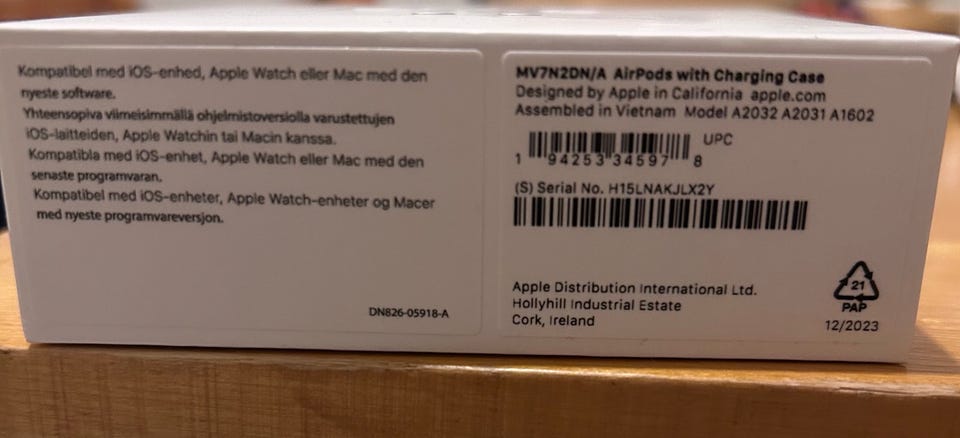 Kompatibel med iOS-enhed, Apple Watch eller Mac med den
nyeste software.
Yhteensopiva viimeisimmällä ohjelmistoversiolla varustettujen
iOS-laitteiden, Apple Watchin tai Macin kanssa.
Kompatibla med iOS-enhet, Apple Watch eller Mac med den
senaste programvaran.
Kompatibel med iOS-enheter, Apple Watch-enheter og Macer
med nyeste programvareversjon.
DN826-05918-A
MV7N2DN/A AirPods with Charging Case
Designed by Apple in California apple.com
Assembled in Vietnam Model A2032 A2031 A1602
UPC
1 94253 34597 8
(S) Serial No. H15LNAKJLX2Y
Apple Distribution International Ltd.
Hollyhill Industrial Estate
Cork, Ireland
21
PAP
12/2023